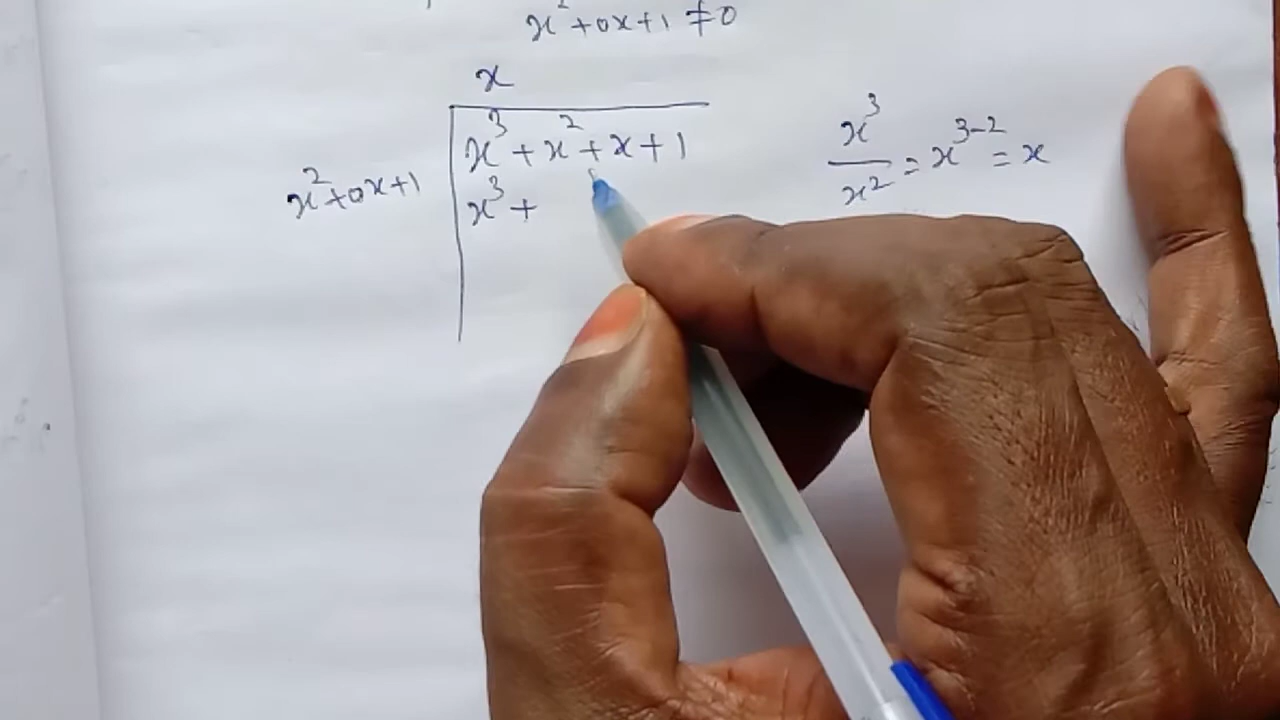 x² + 0x + 1 ≠ 0
x
x² + 0x + 1
x³ + x² + x + 1
x³ +
x³/x² = x³⁻² = x